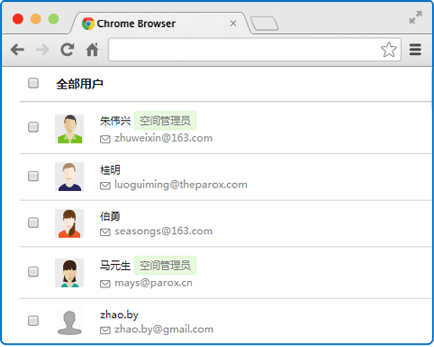 Chrome Browser
全部用户
朱伟兴 空间管理员
zhuweixin@163.com
桂明
luoguiming@theparox.com
伯勇
seasongs@163.com
马元生 空间管理员
mays@parox.cn
zhao.by
zhao.by@gmail.com